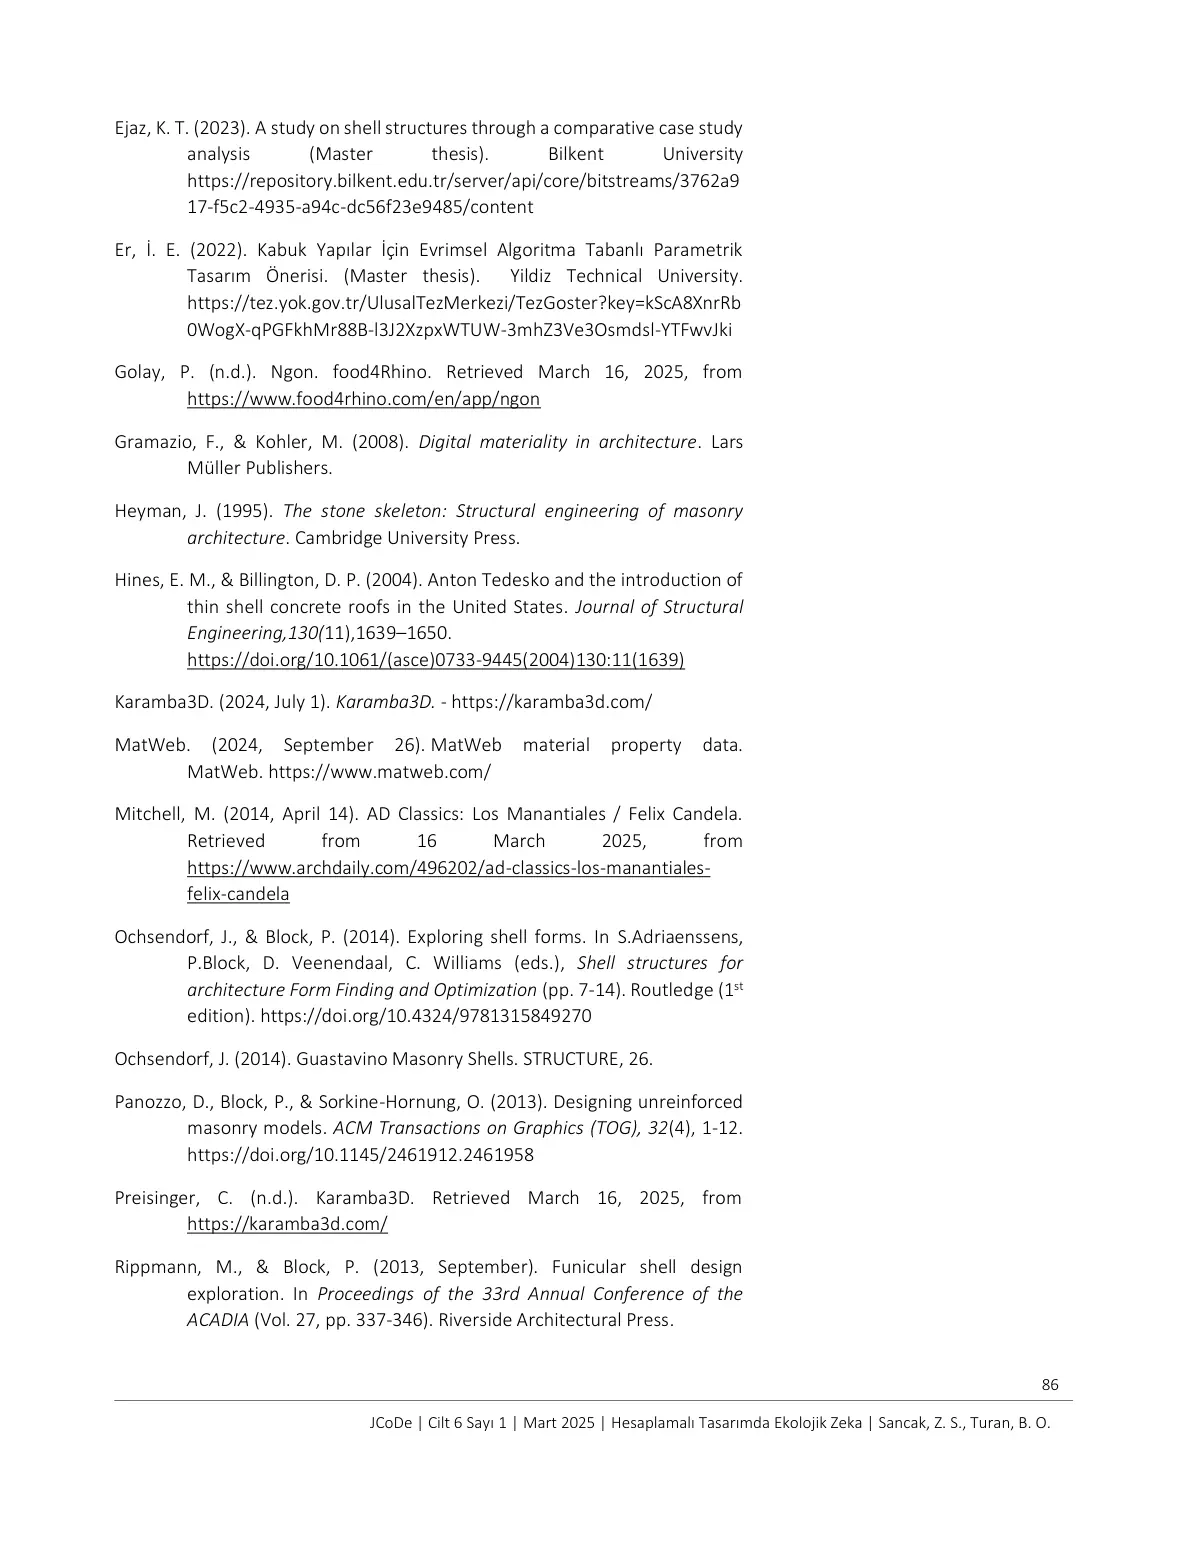 Ejaz, K. T. (2023). A study on shell structures through a comparative case study
analysis (Master thesis). Bilkent University
https://repository.bilkent.edu.tr/server/api/core/bitstreams/3762a9
17-f5c2-4935-a94c-dc56f23e9485/content
Er, İ. E. (2022). Kabuk Yapılar İçin Evrimsel Algoritma Tabanlı Parametrik
Tasarım Önerisi. (Master thesis). Yildiz Technical University.
https://tez.yok.gov.tr/UlusalTezMerkezi/TezGoster?key=kScA8XnrRb
0WogX-qPGFkhMr88B-l3J2XzpxWTUW-3mhZ3Ve3Osmdsl-YTFwvJki
Golay, P. (n.d.). Ngon. food4Rhino. Retrieved March 16, 2025, from
https://www.food4rhino.com/en/app/ngon
Gramazio, F., & Kohler, M. (2008). Digital materiality in architecture. Lars
Müller Publishers.
Heyman, J. (1995). The stone skeleton: Structural engineering of masonry
architecture. Cambridge University Press.
Hines, E. M., & Billington, D. P. (2004). Anton Tedesko and the introduction of
thin shell concrete roofs in the United States. Journal of Structural
Engineering,130(11),1639–1650.
https://doi.org/10.1061/(asce)0733-9445(2004)130:11(1639)
Karamba3D. (2024, July 1). Karamba3D. - https://karamba3d.com/
MatWeb. (2024, September 26). MatWeb material property data.
MatWeb. https://www.matweb.com/
Mitchell, M. (2014, April 14). AD Classics: Los Manantiales / Felix Candela.
Retrieved from 16 March 2025, from
https://www.archdaily.com/496202/ad-classics-los-manantiales-
felix-candela
Ochsendorf, J., & Block, P. (2014). Exploring shell forms. In S.Adriaenssens,
P.Block, D. Veenendaal, C. Williams (eds.), Shell structures for
architecture Form Finding and Optimization (pp. 7-14). Routledge (1st
edition). https://doi.org/10.4324/9781315849270
Ochsendorf, J. (2014). Guastavino Masonry Shells. STRUCTURE, 26.
Panozzo, D., Block, P., & Sorkine-Hornung, O. (2013). Designing unreinforced
masonry models. ACM Transactions on Graphics (TOG), 32(4), 1-12.
https://doi.org/10.1145/2461912.2461958
Preisinger, C. (n.d.). Karamba3D. Retrieved March 16, 2025, from
https://karamba3d.com/
Rippmann, M., & Block, P. (2013, September). Funicular shell design
exploration. In Proceedings of the 33rd Annual Conference of the
ACADIA (Vol. 27, pp. 337-346). Riverside Architectural Press.
86
JCoDe | Cilt 6 Sayı 1 | Mart 2025 | Hesaplamalı Tasarımda Ekolojik Zeka | Sancak, Z. S., Turan, B. O.